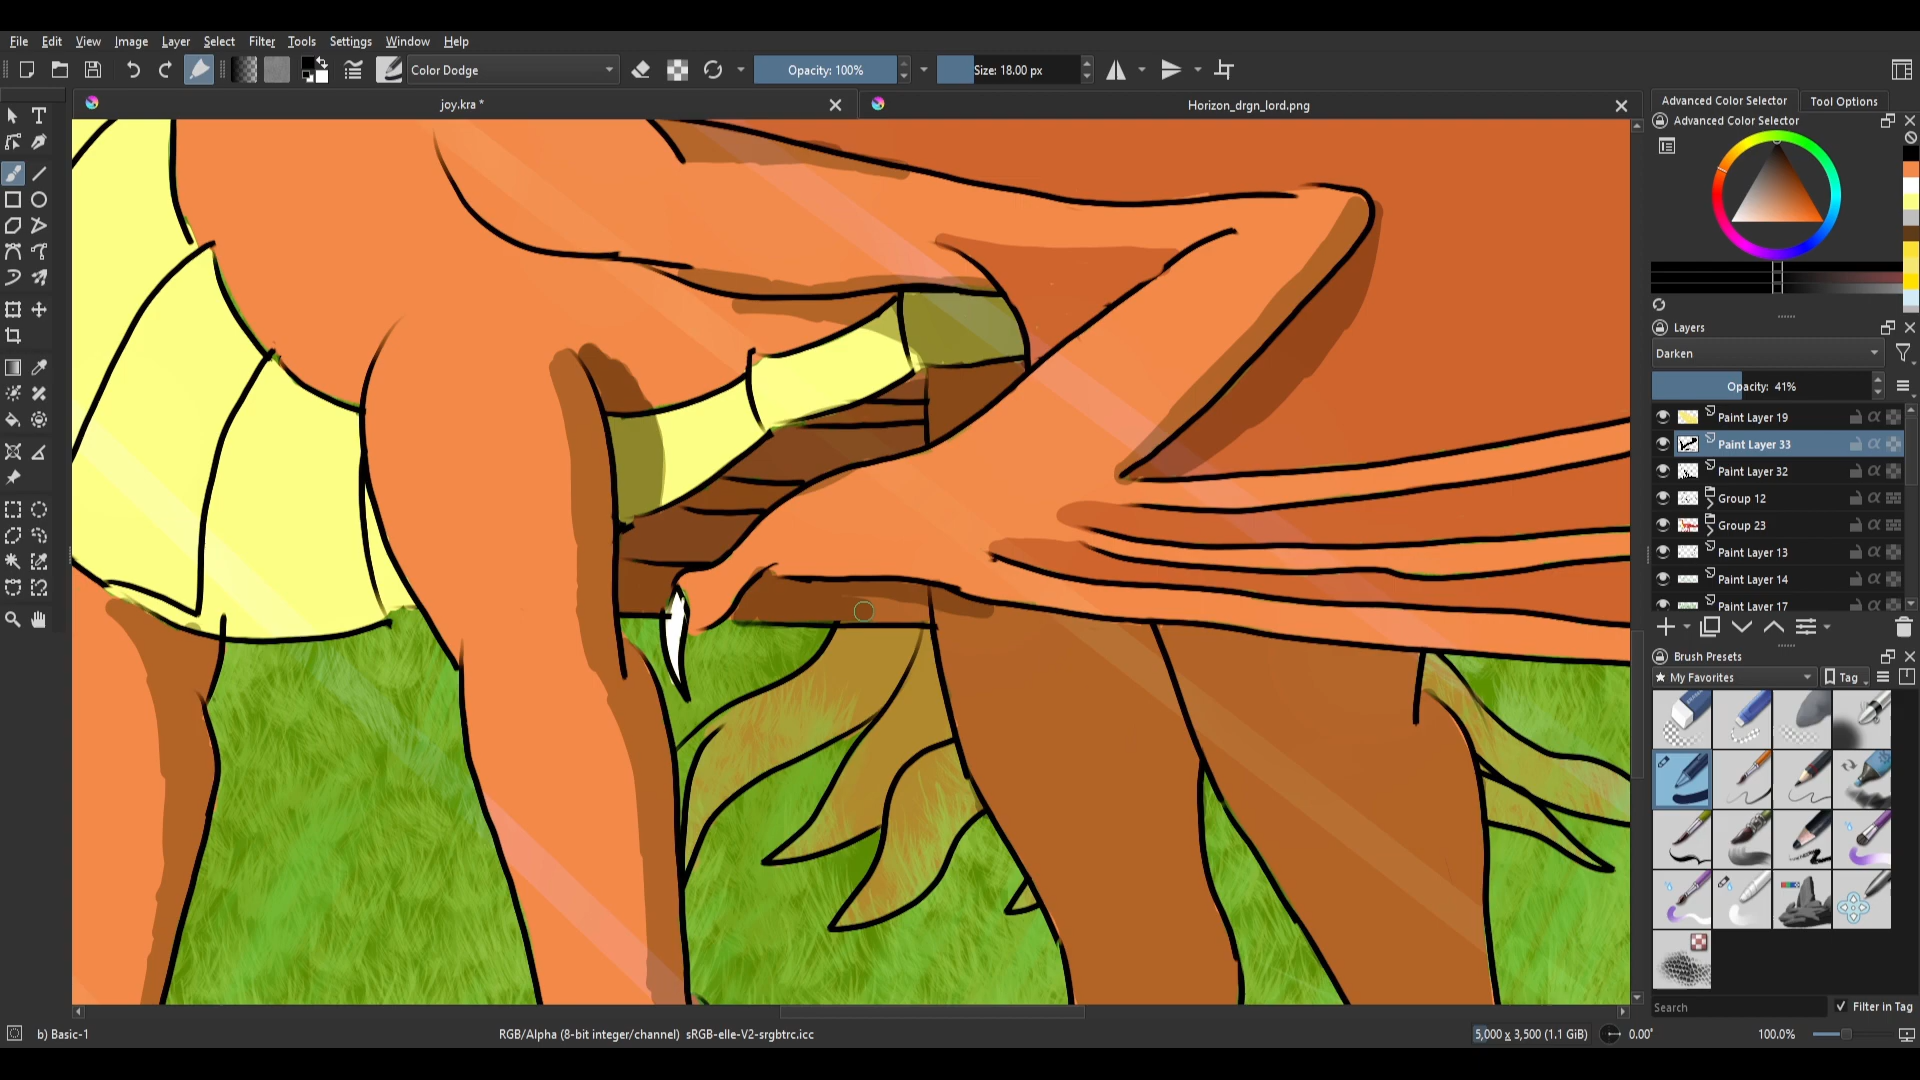 File Edit View Image Layer Select Filter Tools Settings Window Help
Color Dodge Opacity: 100% Size: 18.00 px
joy.kra * Horizon_drgn_lord.png
Advanced Color Selector Tool Options
Advanced Color Selector
Layers
Darken
Opacity: 41%
Paint Layer 19
Paint Layer 33
Paint Layer 32
Group 12
Group 23
Paint Layer 13
Paint Layer 14
Paint Layer 17
Brush Presets
★ My Favorites Tag
Search Filter in Tag
b) Basic-1 RGB/Alpha (8-bit integer/channel) sRGB-elle-V2-srgbtrc.icc 5,000 x 3,500 (1.1 GiB) 0.00° 100.0%